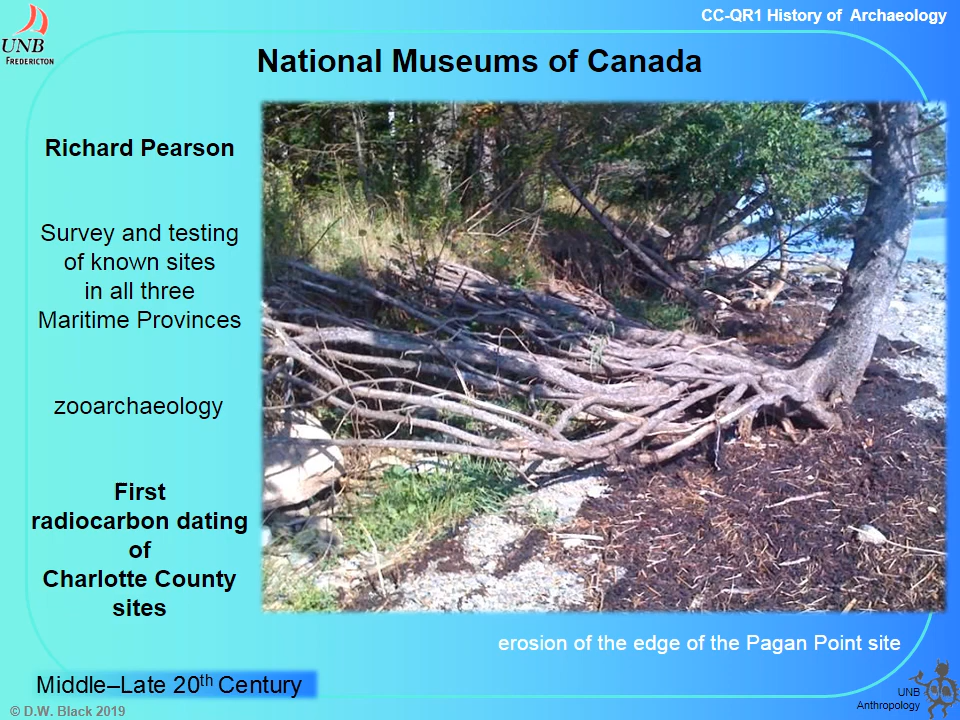 UNB
FREDERICTON
CC-QR1 History of Archaeology
National Museums of Canada
Richard Pearson
Survey and testing
of known sites
in all three
Maritime Provinces
zooarchaeology
First
radiocarbon dating
of
Charlotte County
sites
erosion of the edge of the Pagan Point site
Middle–Late 20th Century
© D.W. Black 2019
UNB
Anthropology